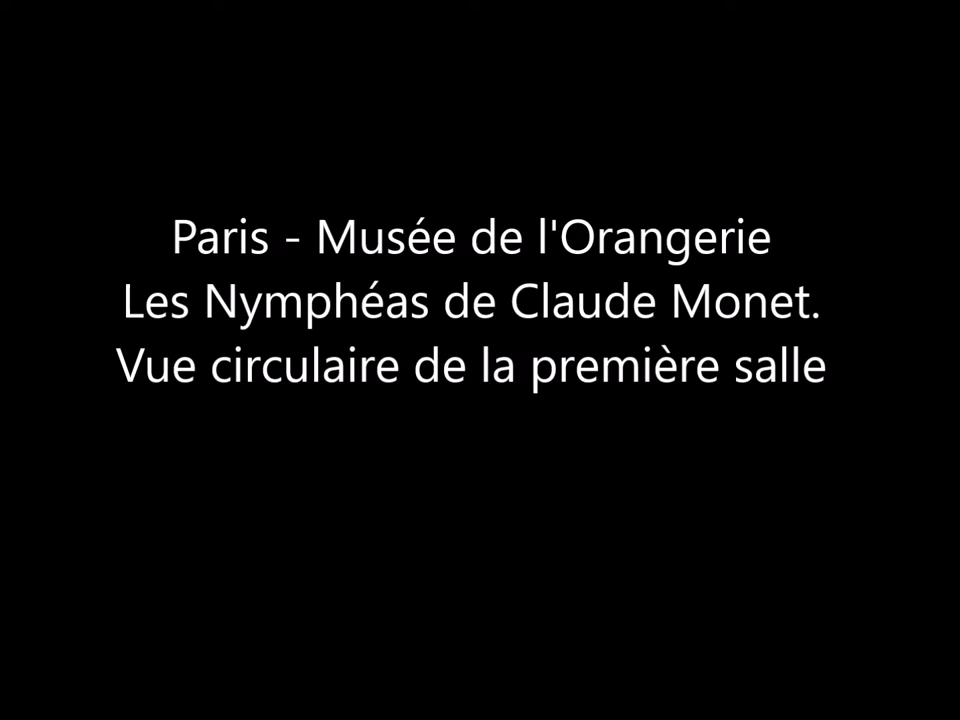 Paris - Musée de l'Orangerie
Les Nymphéas de Claude Monet.
Vue circulaire de la première salle